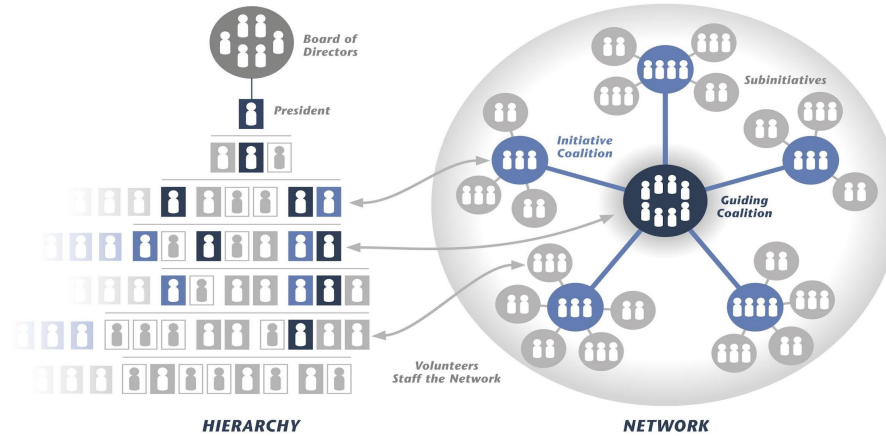 Board of
Directors
President
Subinitiatives
Initiative
Coalition
Guiding
Coalition
Volunteers
Staff the Network
HIERARCHY
NETWORK